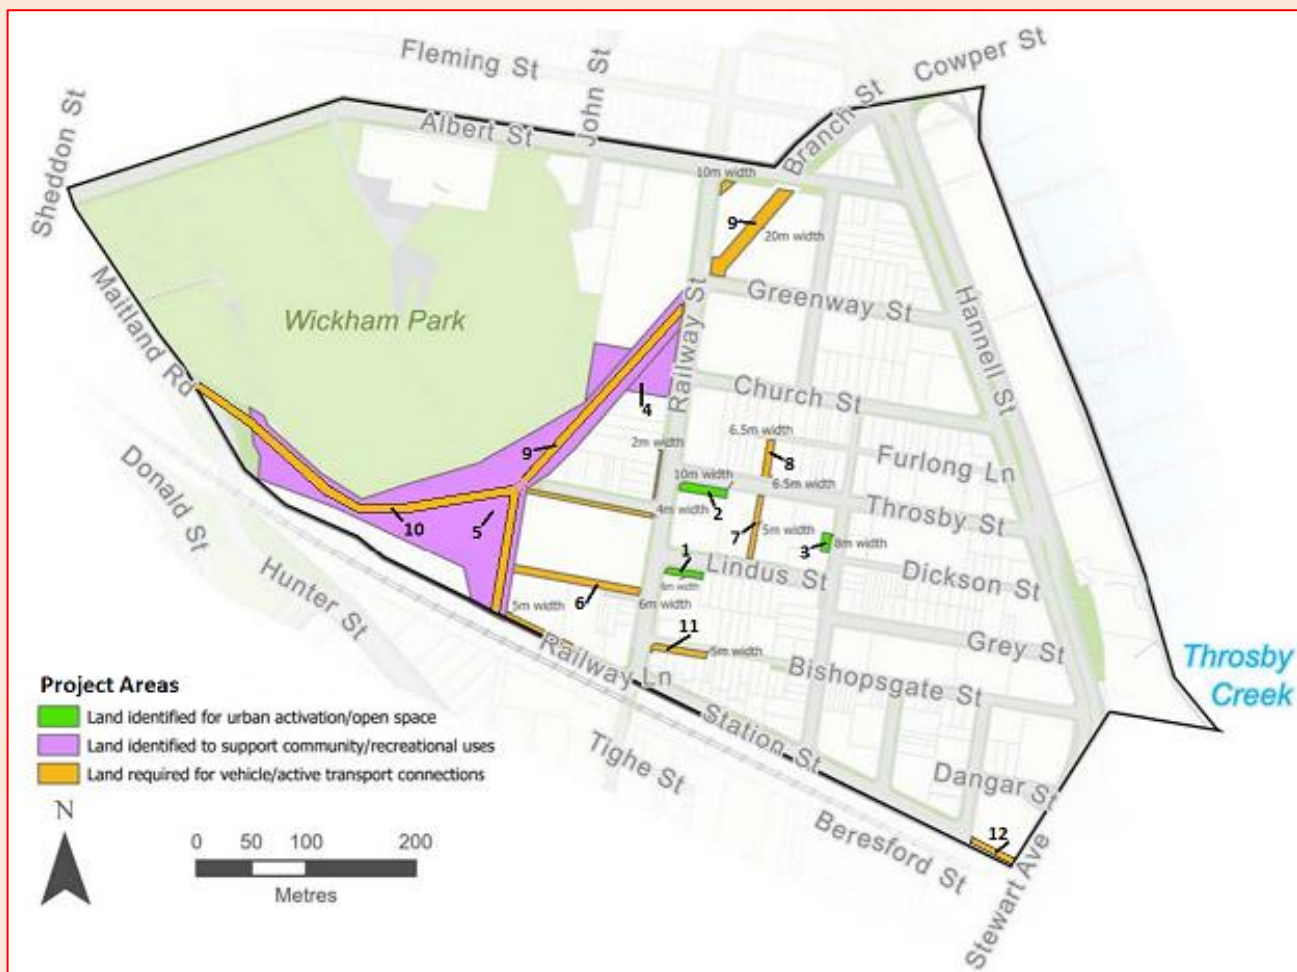 Fleming St
John St
Cowper St
Sheddon St
Albert St
Branch St
10m width
9
20m width
Maitland Rd
Wickham Park
Greenway St
Hannell St
Railway St
Church St
4
2m width
6.5m width
8
Furlong Ln
9
10m width
6.5m width
Donald St
10
5
4m width
2
Throsby St
7
5m width
3
8m width
1
Lindus St
Dickson St
Hunter St
6
5m width
6m width
11
5m width
Grey St
Railway Ln
Bishopsgate St
Throsby
Creek
Project Areas
Land identified for urban activation/open space
Land identified to support community/recreational uses
Land required for vehicle/active transport connections
Station St
Tighe St
Dangar St
N
12
Beresford St
Stewart Ave
0 50 100 200
Metres